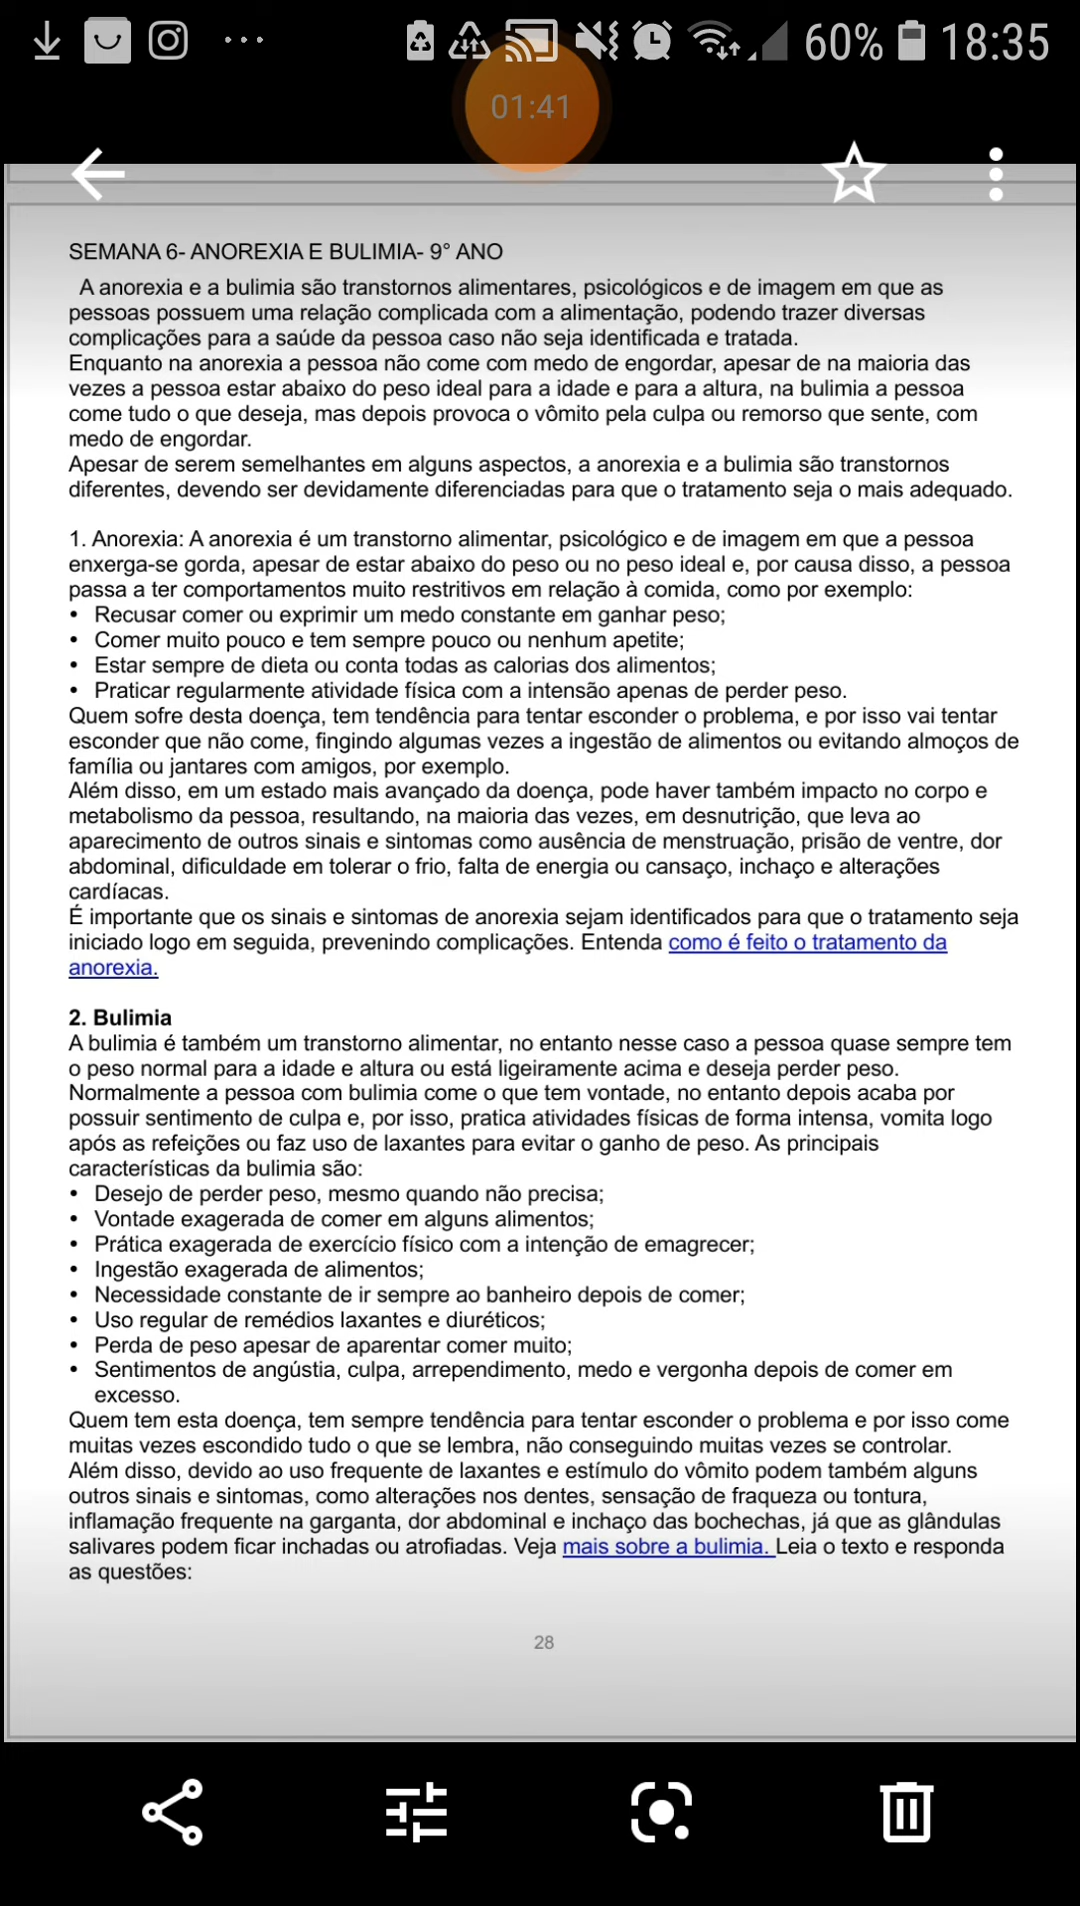 60% 18:35
01:41
SEMANA 6- ANOREXIA E BULIMIA- 9° ANO
A anorexia e a bulimia são transtornos alimentares, psicológicos e de imagem em que as
pessoas possuem uma relação complicada com a alimentação, podendo trazer diversas
complicações para a saúde da pessoa caso não seja identificada e tratada.
Enquanto na anorexia a pessoa não come com medo de engordar, apesar de na maioria das
vezes a pessoa estar abaixo do peso ideal para a idade e para a altura, na bulimia a pessoa
come tudo o que deseja, mas depois provoca o vômito pela culpa ou remorso que sente, com
medo de engordar.
Apesar de serem semelhantes em alguns aspectos, a anorexia e a bulimia são transtornos
diferentes, devendo ser devidamente diferenciadas para que o tratamento seja o mais adequado.
1. Anorexia: A anorexia é um transtorno alimentar, psicológico e de imagem em que a pessoa
enxerga-se gorda, apesar de estar abaixo do peso ou no peso ideal e, por causa disso, a pessoa
passa a ter comportamentos muito restritivos em relação à comida, como por exemplo:
• Recusar comer ou exprimir um medo constante em ganhar peso;
• Comer muito pouco e tem sempre pouco ou nenhum apetite;
• Estar sempre de dieta ou conta todas as calorias dos alimentos;
• Praticar regularmente atividade física com a intensão apenas de perder peso.
Quem sofre desta doença, tem tendência para tentar esconder o problema, e por isso vai tentar
esconder que não come, fingindo algumas vezes a ingestão de alimentos ou evitando almoços de
família ou jantares com amigos, por exemplo.
Além disso, em um estado mais avançado da doença, pode haver também impacto no corpo e
metabolismo da pessoa, resultando, na maioria das vezes, em desnutrição, que leva ao
aparecimento de outros sinais e sintomas como ausência de menstruação, prisão de ventre, dor
abdominal, dificuldade em tolerar o frio, falta de energia ou cansaço, inchaço e alterações
cardíacas.
É importante que os sinais e sintomas de anorexia sejam identificados para que o tratamento seja
iniciado logo em seguida, prevenindo complicações. Entenda como é feito o tratamento da
anorexia.
2. Bulimia
A bulimia é também um transtorno alimentar, no entanto nesse caso a pessoa quase sempre tem
o peso normal para a idade e altura ou está ligeiramente acima e deseja perder peso.
Normalmente a pessoa com bulimia come o que tem vontade, no entanto depois acaba por
possuir sentimento de culpa e, por isso, pratica atividades físicas de forma intensa, vomita logo
após as refeições ou faz uso de laxantes para evitar o ganho de peso. As principais
características da bulimia são:
• Desejo de perder peso, mesmo quando não precisa;
• Vontade exagerada de comer em alguns alimentos;
• Prática exagerada de exercício físico com a intenção de emagrecer;
• Ingestão exagerada de alimentos;
• Necessidade constante de ir sempre ao banheiro depois de comer;
• Uso regular de remédios laxantes e diuréticos;
• Perda de peso apesar de aparentar comer muito;
• Sentimentos de angústia, culpa, arrependimento, medo e vergonha depois de comer em
excesso.
Quem tem esta doença, tem sempre tendência para tentar esconder o problema e por isso come
muitas vezes escondido tudo o que se lembra, não conseguindo muitas vezes se controlar.
Além disso, devido ao uso frequente de laxantes e estímulo do vômito podem também alguns
outros sinais e sintomas, como alterações nos dentes, sensação de fraqueza ou tontura,
inflamação frequente na garganta, dor abdominal e inchaço das bochechas, já que as glândulas
salivares podem ficar inchadas ou atrofiadas. Veja mais sobre a bulimia. Leia o texto e responda
as questões:
28